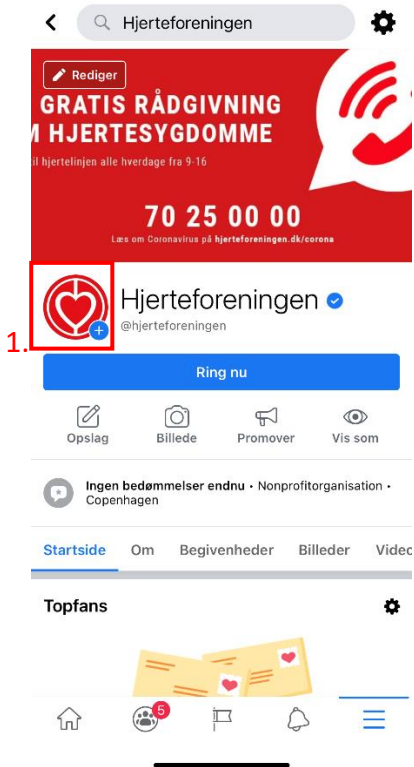 Hjerteforeningen
Rediger
GRATIS RÅDGIVNING
M HJERTESYGDOMME
til hjertelinjen alle hverdage fra 9-16
70 25 00 00
Læs om Coronavirus på hjerteforeningen.dk/corona
1.
Hjerteforeningen
@hjerteforeningen
Ring nu
Opslag Billede Promover Vis som
Ingen bedømmelser endnu · Nonprofitorganisation ·
Copenhagen
Startside Om Begivenheder Billeder Video
Topfans
5